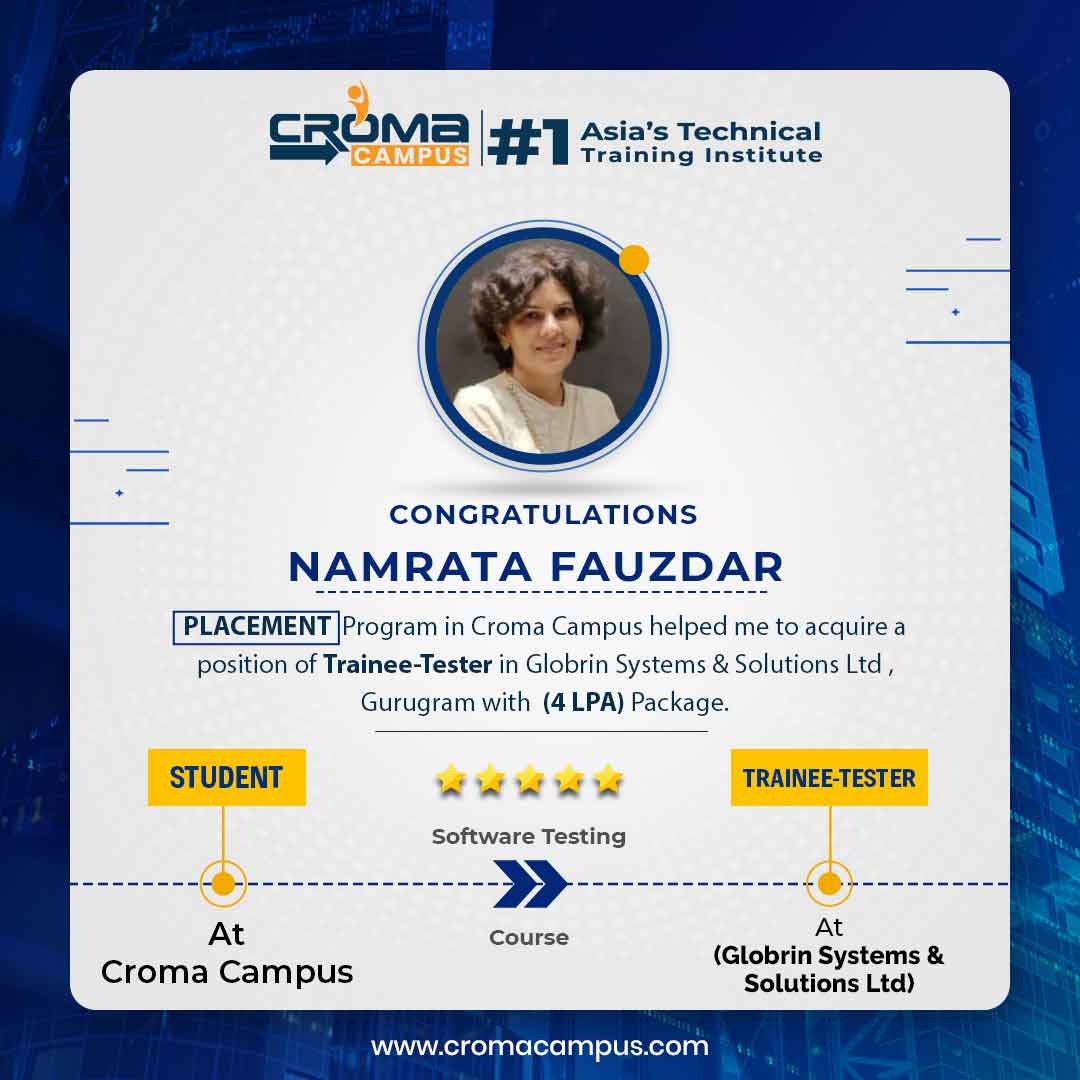 CROMA CAMPUS #1 Asia's Technical Training Institute
CONGRATULATIONS
NAMRATA FAUZDAR
PLACEMENT Program in Croma Campus helped me to acquire a
position of Trainee-Tester in Globrin Systems & Solutions Ltd ,
Gurugram with (4 LPA) Package.
STUDENT
TRAINEE-TESTER
Software Testing
Course
At
Croma Campus
At
(Globrin Systems &
Solutions Ltd)
www.cromacampus.com